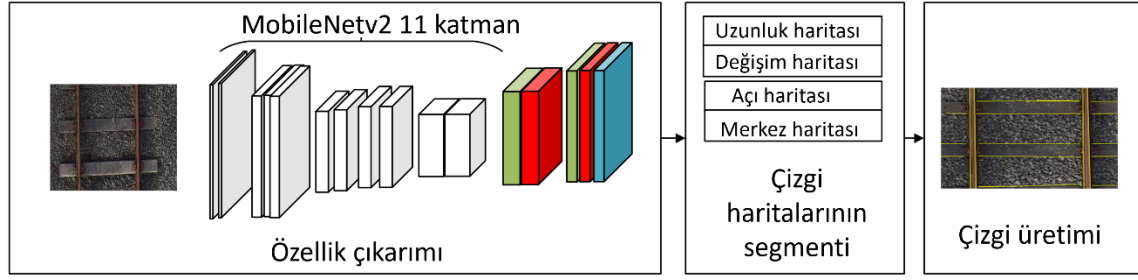 MobileNetv2 11 katman
Özellik çıkarımı
Uzunluk haritası
Değişim haritası
Açı haritası
Merkez haritası
Çizgi
haritalarının
segmenti
Çizgi üretimi